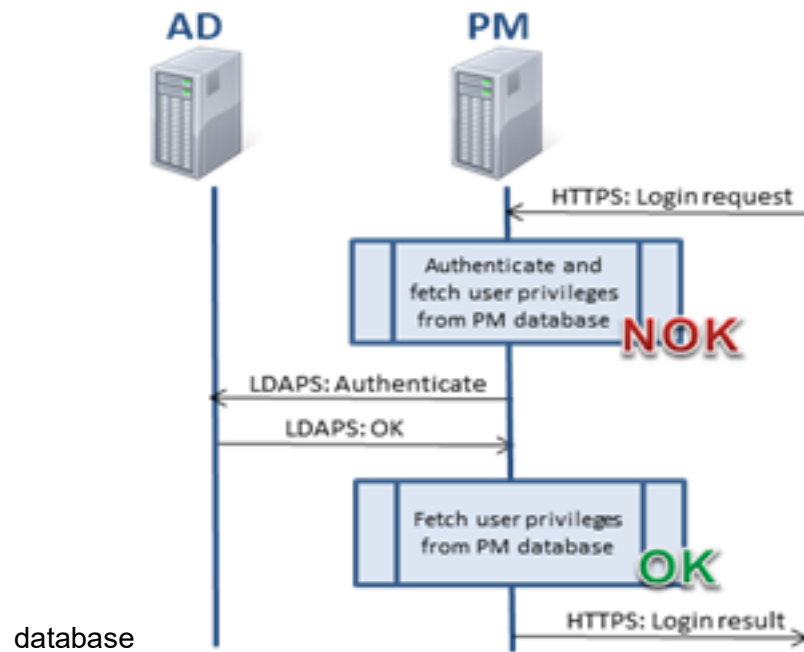 AD
PM
HTTPS: Login request
Authenticate and
fetch user privileges
from PM database
NOK
LDAPS: Authenticate
LDAPS: OK
Fetch user privileges
from PM database
OK
HTTPS: Login result
database